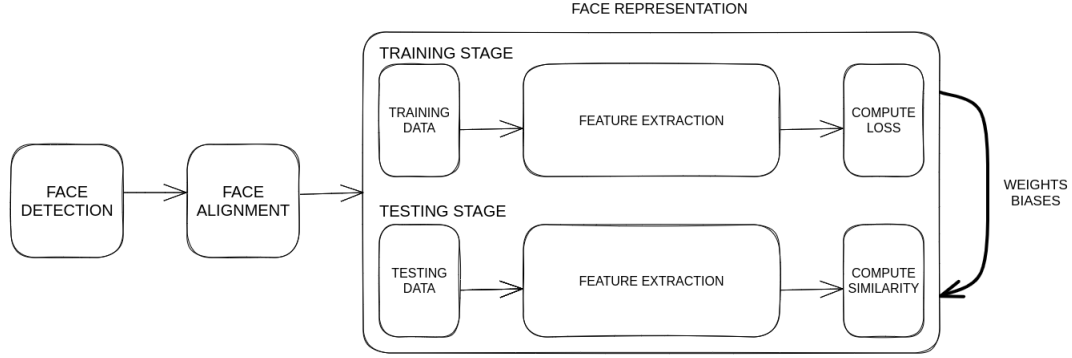 FACE REPRESENTATION
TRAINING STAGE
TRAINING
DATA
FEATURE EXTRACTION
COMPUTE
LOSS
FACE
DETECTION
FACE
ALIGNMENT
WEIGHTS
BIASES
TESTING STAGE
TESTING
DATA
FEATURE EXTRACTION
COMPUTE
SIMILARITY